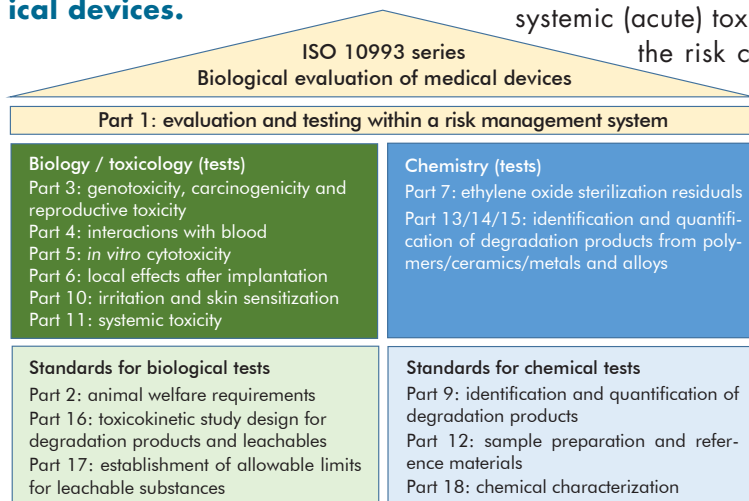 ical devices.
systemic (acute) tox
the risk c
ISO 10993 series
Biological evaluation of medical devices
Part 1: evaluation and testing within a risk management system
Biology / toxicology (tests)
Part 3: genotoxicity, carcinogenicity and
reproductive toxicity
Part 4: interactions with blood
Part 5: in vitro cytotoxicity
Part 6: local effects after implantation
Part 10: irritation and skin sensitization
Part 11: systemic toxicity
Chemistry (tests)
Part 7: ethylene oxide sterilization residuals
Part 13/14/15: identification and quantifi-
cation of degradation products from poly-
mers/ceramics/metals and alloys
Standards for biological tests
Part 2: animal welfare requirements
Part 16: toxicokinetic study design for
degradation products and leachables
Part 17: establishment of allowable limits
for leachable substances
Standards for chemical tests
Part 9: identification and quantification of
degradation products
Part 12: sample preparation and refer-
ence materials
Part 18: chemical characterization